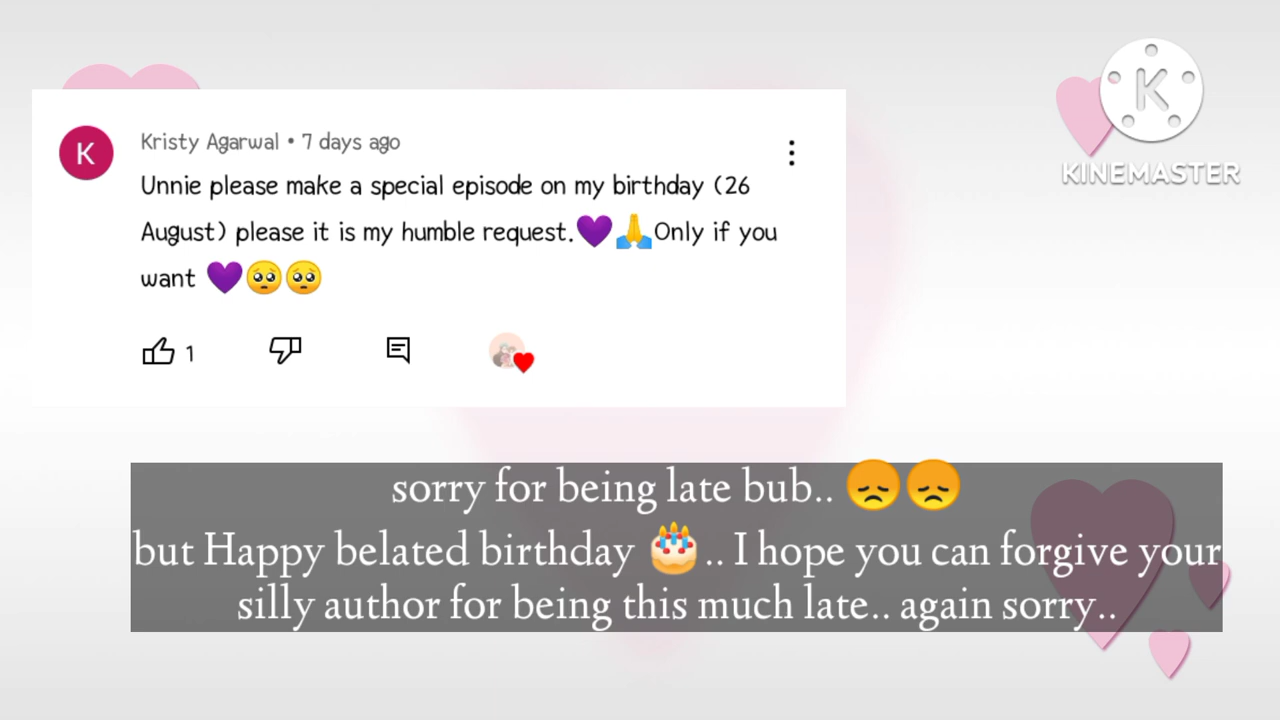 K
Kristy Agarwal • 7 days ago
Unnie please make a special episode on my birthday (26
August) please it is my humble request.💜🙏Only if you
want 💜🥺🥺
1
K
KINEMASTER
sorry for being late bub.. 😞😞
but Happy belated birthday 🎂.. I hope you can forgive your
silly author for being this much late.. again sorry..